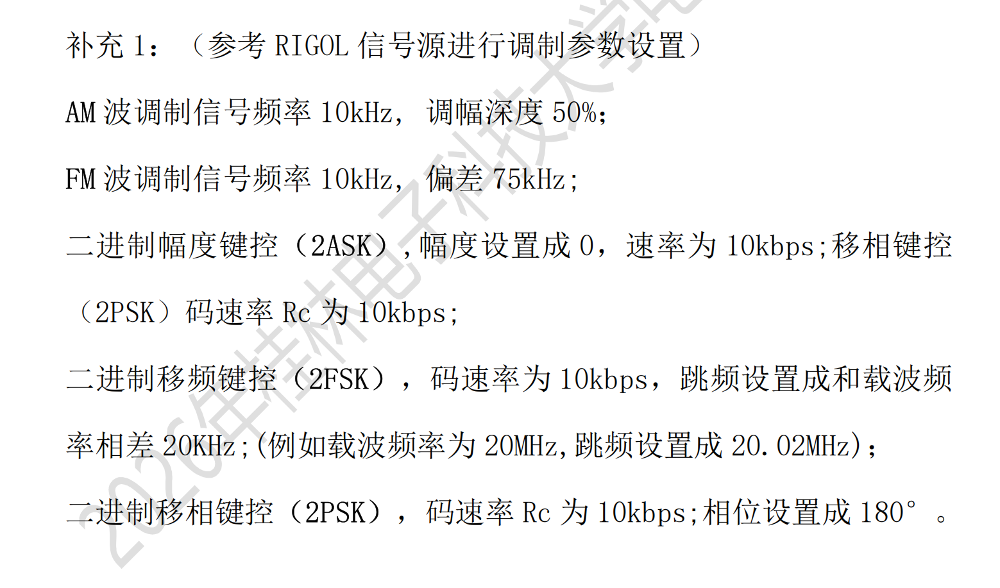 补充 1：（参考 RIGOL 信号源进行调制参数设置）
AM 波调制信号频率 10kHz, 调幅深度 50%;
FM 波调制信号频率 10kHz, 偏差 75kHz;
二进制幅度键控（2ASK）,幅度设置成 0，速率为 10kbps;移相键控
（2PSK）码速率 Rc 为 10kbps;
二进制移频键控（2FSK），码速率为 10kbps，跳频设置成和载波频
率相差 20KHz;(例如载波频率为 20MHz,跳频设置成 20.02MHz);
二进制移相键控（2PSK），码速率 Rc 为 10kbps;相位设置成 180°。
2026年桂林电子科技大学电